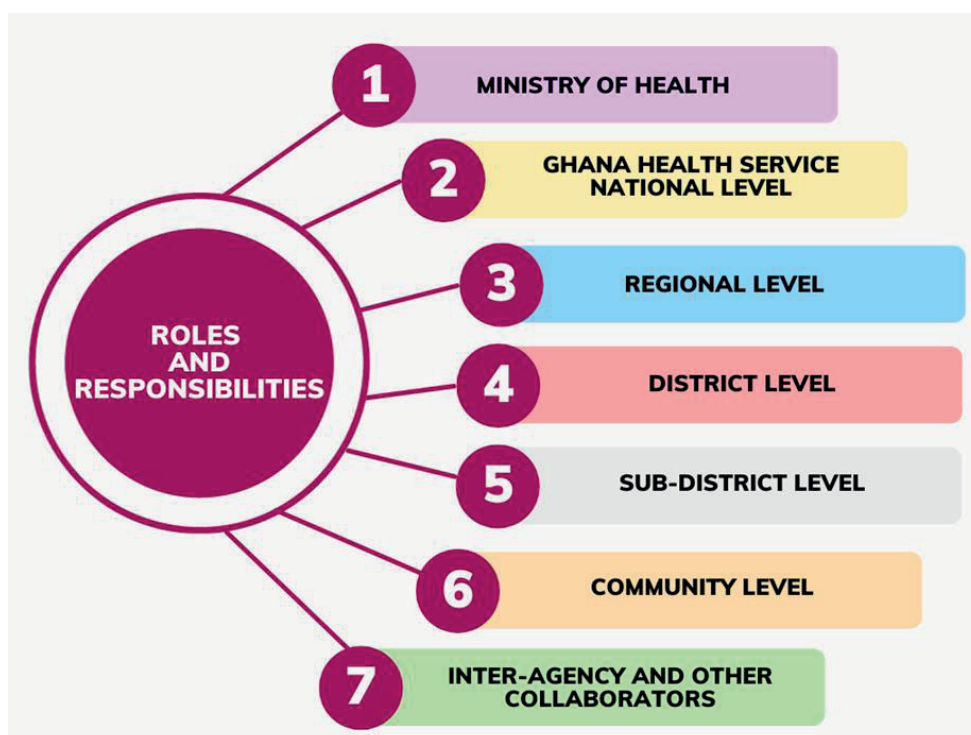 1
MINISTRY OF HEALTH
2
GHANA HEALTH SERVICE
NATIONAL LEVEL
3
REGIONAL LEVEL
ROLES
AND
RESPONSIBILITIES
4
DISTRICT LEVEL
5
SUB-DISTRICT LEVEL
6
COMMUNITY LEVEL
7
INTER-AGENCY AND OTHER
COLLABORATORS